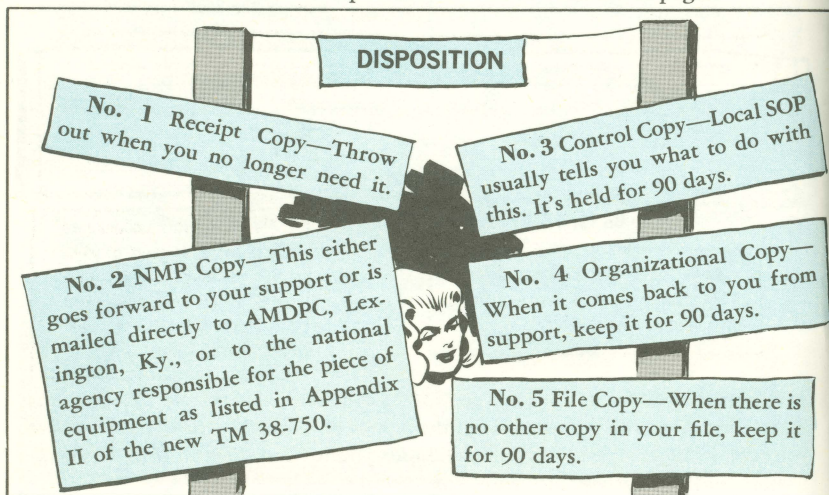 DISPOSITION
No. 1 Receipt Copy—Throw
out when you no longer need it.
No. 2 NMP Copy—This either
goes forward to your support or is
mailed directly to AMDPC, Lex-
ington, Ky., or to the national
agency responsible for the piece of
equipment as listed in Appendix
II of the new TM 38-750.
No. 3 Control Copy—Local SOP
usually tells you what to do with
this. It's held for 90 days.
No. 4 Organizational Copy—
When it comes back to you from
support, keep it for 90 days.
No. 5 File Copy—When there is
no other copy in your file, keep it
for 90 days.